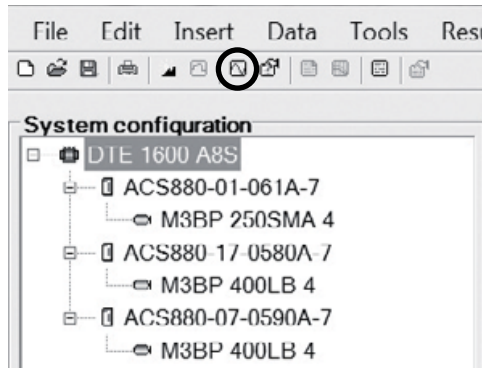 File Edit Insert Data Tools Resu
System configuration
DTE 1600 A8S
ACS880-01-061A-7
M3BP 250SMA 4
ACS880-17-0580A-7
M3BP 400LB 4
ACS880-07-0590A-7
M3BP 400LB 4